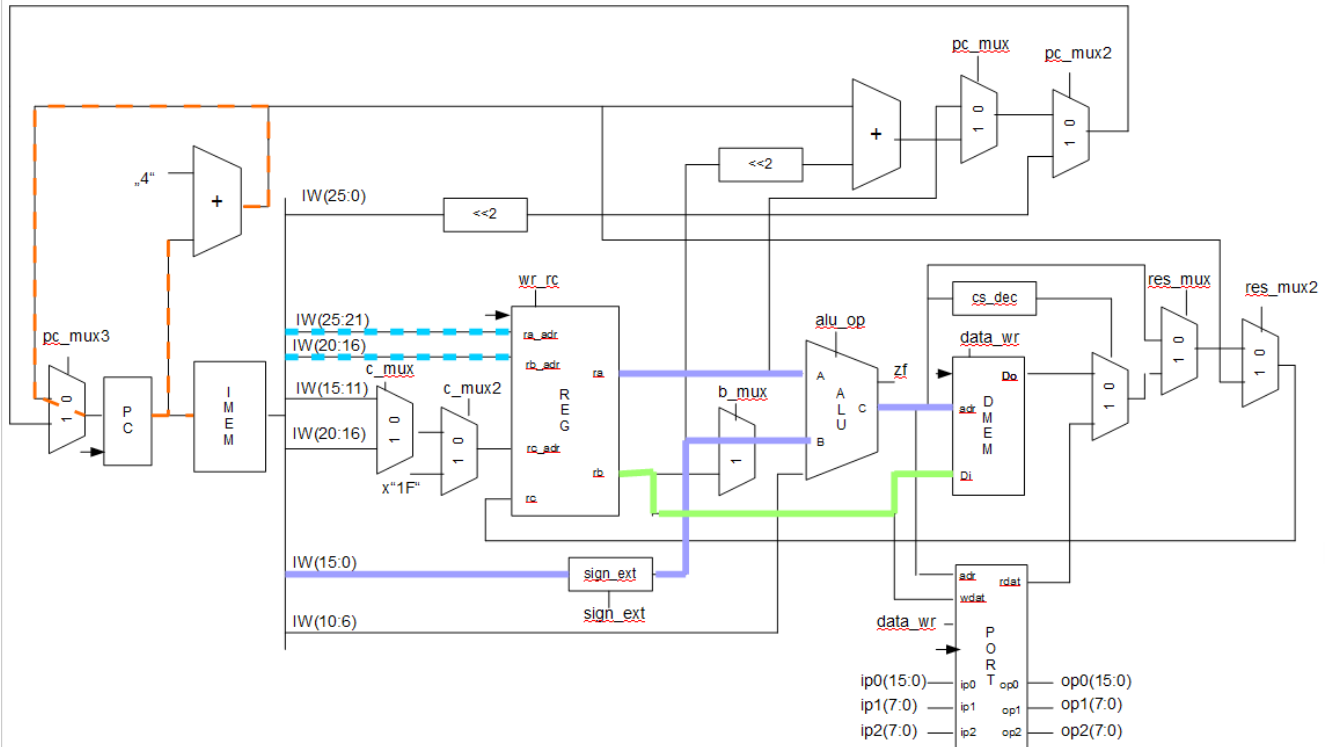 pc_mux
pc_mux2
„4“
+
+
1 0
1 0
<<2
IW(25:0)
<<2
wr_rc
res_mux
res_mux2
cs_dec
IW(25:21)
ra_adr
alu_op
IW(20:16)
rb_adr
data_wr
pc_mux3
c_mux
c_mux2
zf
Do
1 0
1 0
1 0
IW(15:11)
ra
A
b_mux
PC
IMEM
REG
ALU
C
adr
DMEM
1 0
1 0
1 0
IW(20:16)
rc_adr
B
1
x“1F“
rb
Di
rc
IW(15:0)
sign_ext
sign_ext
adr
rdat
wdat
IW(10:6)
data_wr
PORT
ip0(15:0)
ip0
op0
op0(15:0)
ip1(7:0)
ip1
op1
op1(7:0)
ip2(7:0)
ip2
op2
op2(7:0)